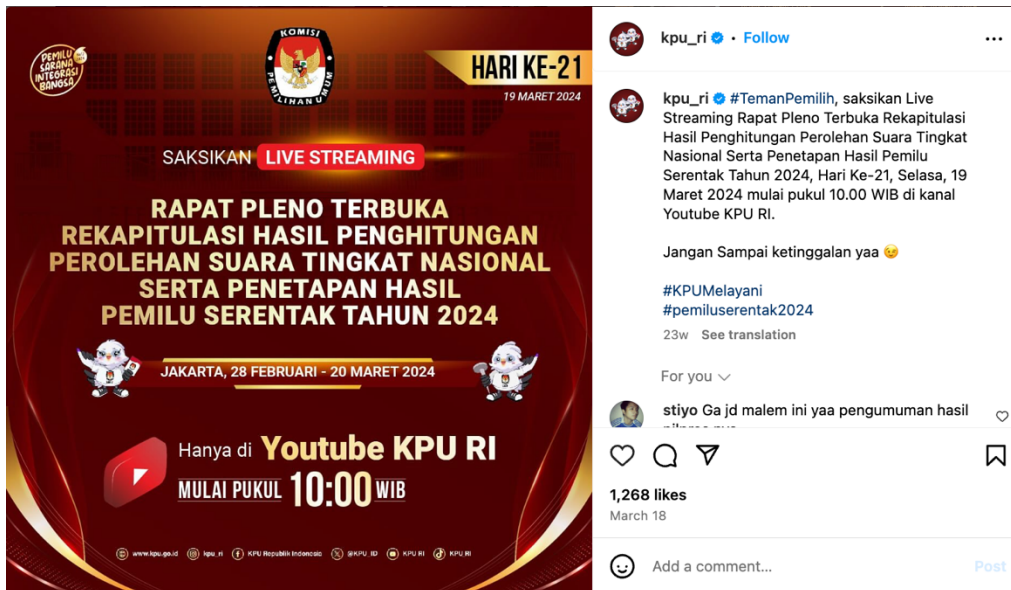 PEMILU
SARANA
INTEGRASI
BANGSA
KOMISI
PEMILIHAN UMUM
HARI KE-21
19 MARET 2024
SAKSIKAN LIVE STREAMING
RAPAT PLENO TERBUKA
REKAPITULASI HASIL PENGHITUNGAN
PEROLEHAN SUARA TINGKAT NASIONAL
SERTA PENETAPAN HASIL
PEMILU SERENTAK TAHUN 2024
JAKARTA, 28 FEBRUARI - 20 MARET 2024
Hanya di Youtube KPU RI
MULAI PUKUL 10:00 WIB
www.kpu.go.id kpu_ri KPU Republik Indonesia @KPU_ID KPU RI KPU RI
kpu_ri • Follow
kpu_ri #TemanPemilih, saksikan Live
Streaming Rapat Pleno Terbuka Rekapitulasi
Hasil Penghitungan Perolehan Suara Tingkat
Nasional Serta Penetapan Hasil Pemilu
Serentak Tahun 2024, Hari Ke-21, Selasa, 19
Maret 2024 mulai pukul 10.00 WIB di kanal
Youtube KPU RI.
Jangan Sampai ketinggalan yaa 😉
#KPUMelayani
#pemiluserentak2024
23w See translation
For you
stiyo Ga jd malem ini yaa pengumuman hasil
1,268 likes
March 18
Add a comment...
Post